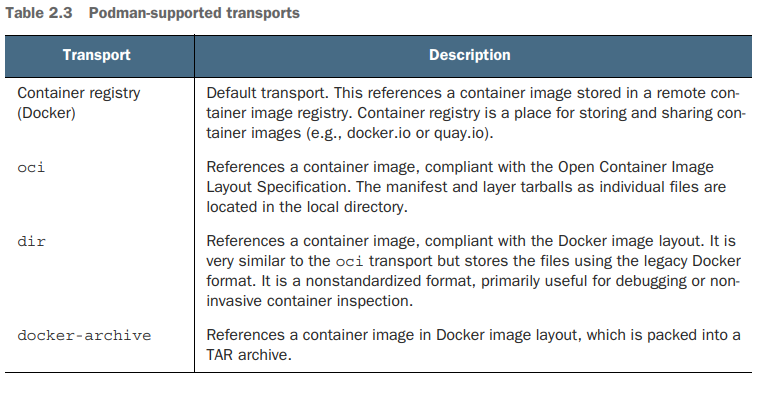 Table 2.3 Podman-supported transports
Transport Description
Container registry Default transport. This references a container image stored in a remote con-
(Docker) tainer image registry. Container registry is a place for storing and sharing con-
tainer images (e.g., docker.io or quay.io).
oci References a container image, compliant with the Open Container Image
Layout Specification. The manifest and layer tarballs as individual files are
located in the local directory.
dir References a container image, compliant with the Docker image layout. It is
very similar to the oci transport but stores the files using the legacy Docker
format. It is a nonstandardized format, primarily useful for debugging or non-
invasive container inspection.
docker-archive References a container image in Docker image layout, which is packed into a
TAR archive.